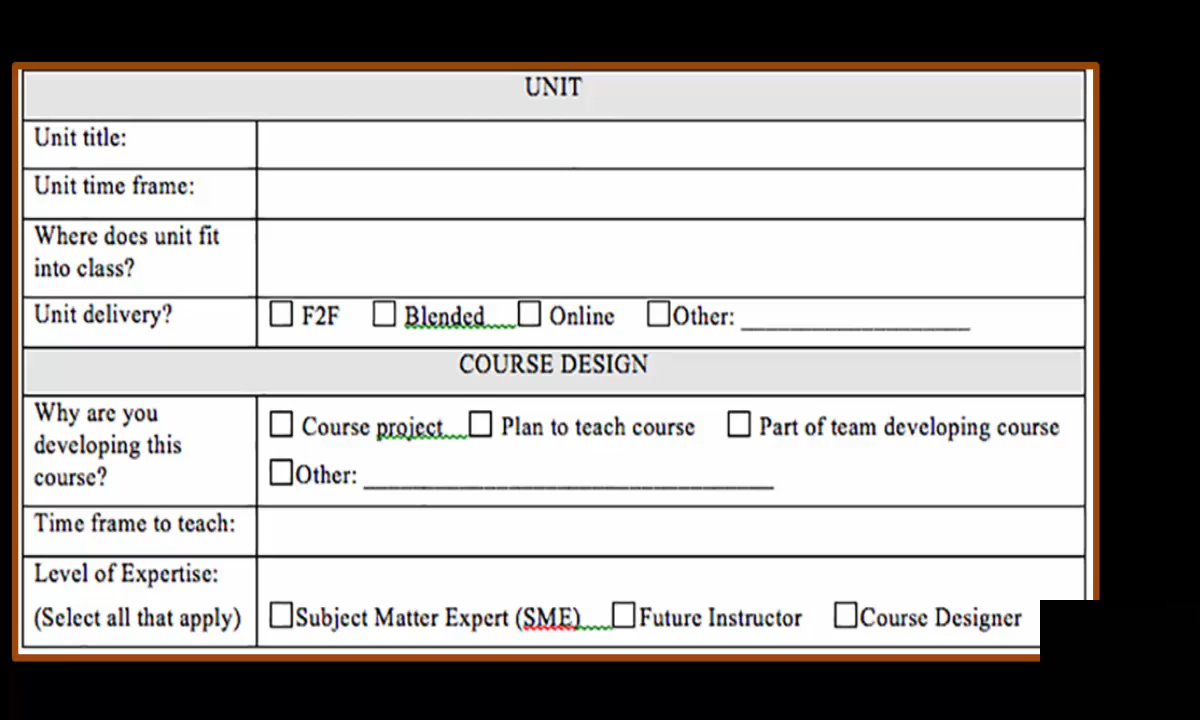 UNIT
Unit title:
Unit time frame:
Where does unit fit
into class?
Unit delivery?
☐ F2F ☐ Blended ☐ Online ☐Other: ____________________
COURSE DESIGN
Why are you
developing this
course?
☐ Course project ☐ Plan to teach course ☐ Part of team developing course
☐Other: ___________________________________
Time frame to teach:
Level of Expertise:
(Select all that apply)
☐Subject Matter Expert (SME) ☐Future Instructor ☐Course Designer